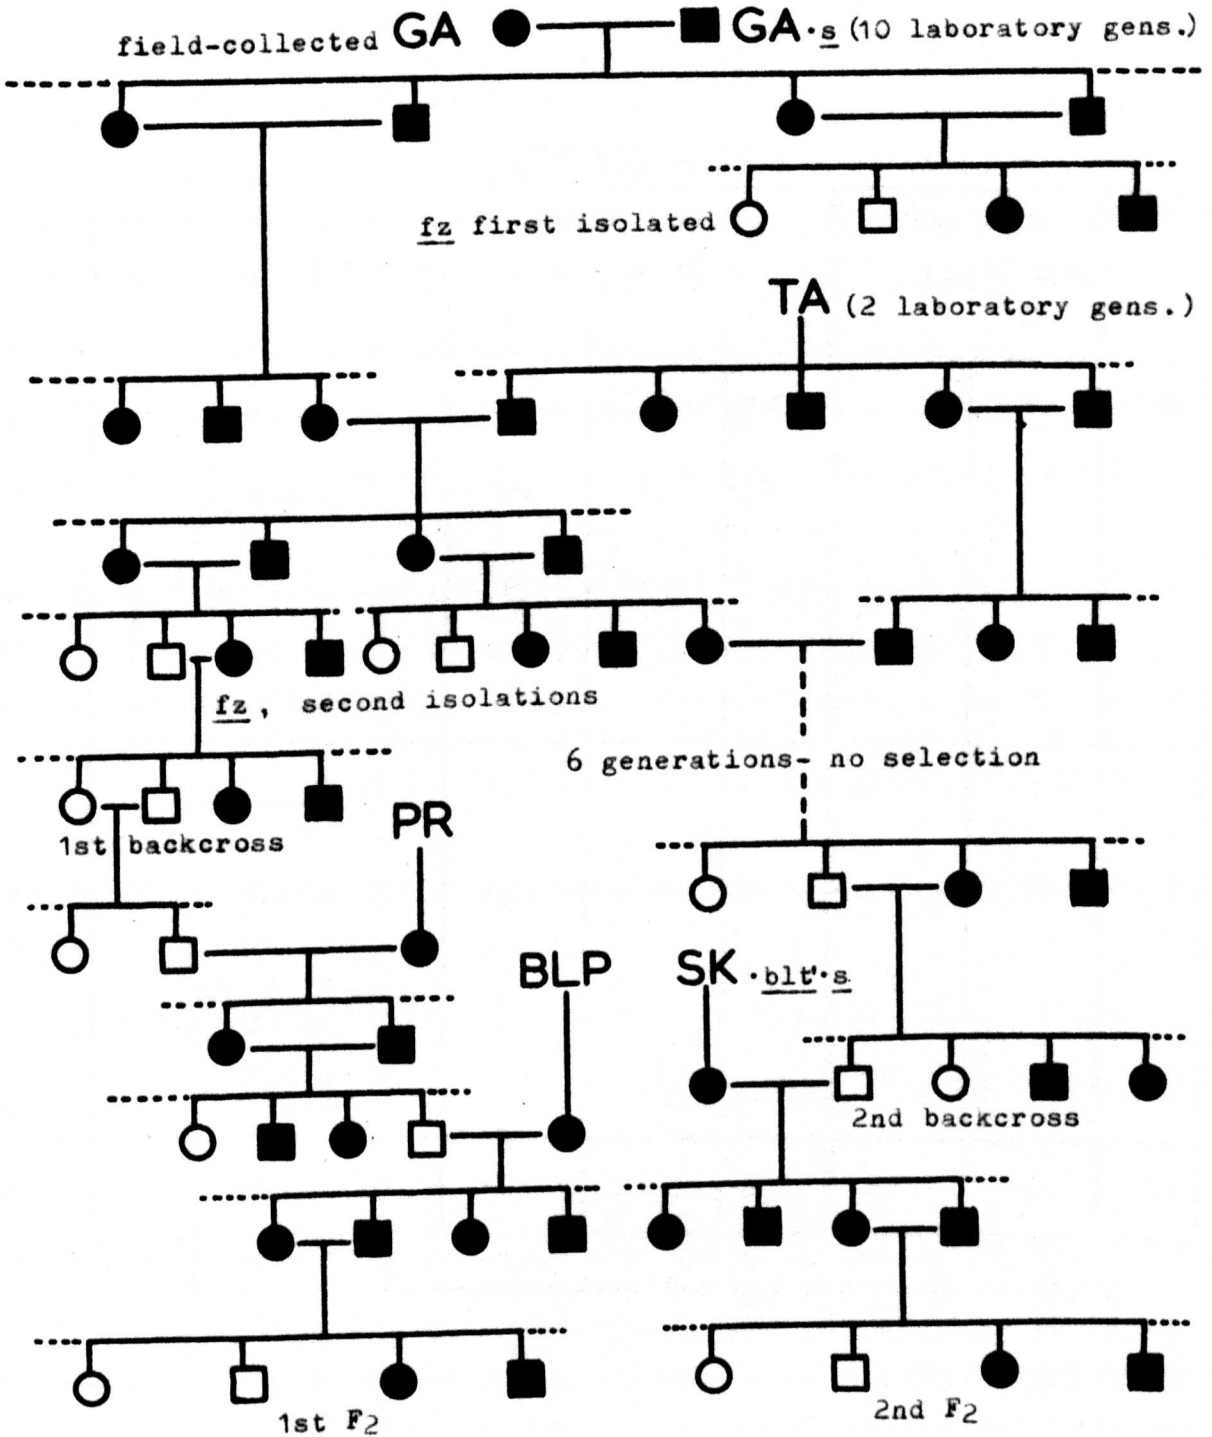 field-collected GA GA·s (10 laboratory gens.)
fz first isolated
TA (2 laboratory gens.)
fz, second isolations
6 generations- no selection
PR
1st backcross
BLP
SK ·blt'·s
2nd backcross
1st F2
2nd F2